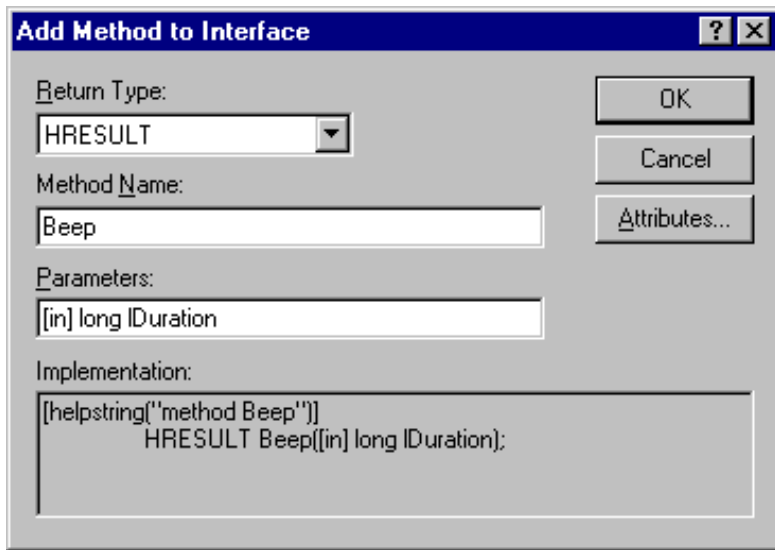 Add Method to Interface
Return Type:
OK
HRESULT
Cancel
Method Name:
Beep
Attributes...
Parameters:
[in] long lDuration
Implementation:
[helpstring("method Beep")]
HRESULT Beep([in] long lDuration);